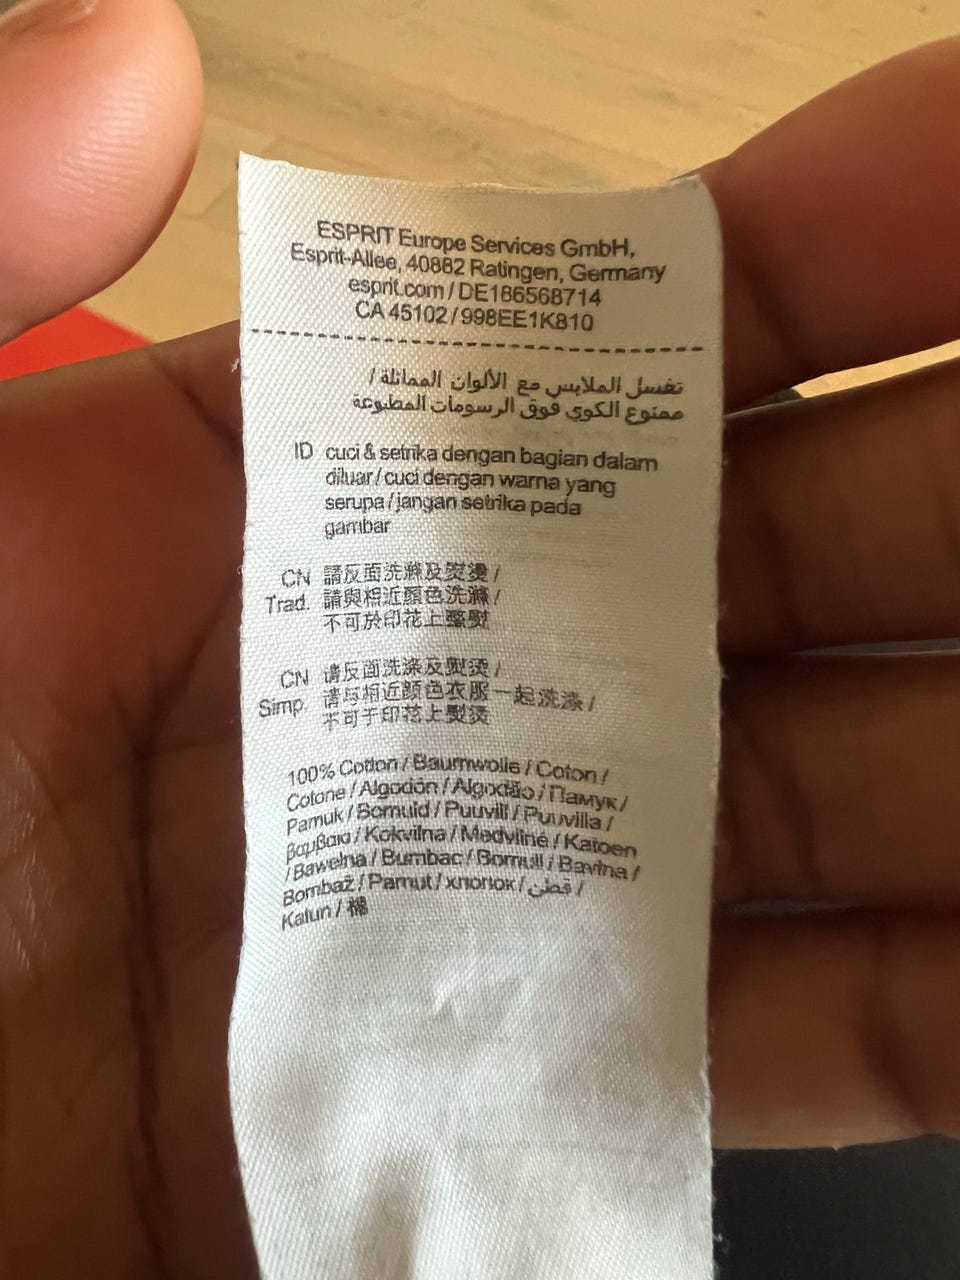 ESPRIT Europe Services GmbH,
Esprit-Allee, 40882 Ratingen, Germany
esprit.com / DE186568714
CA 45102 / 998EE1K810
تغسل الملابس مع الألوان المماثلة /
ممنوع الكوي فوق الرسومات المطبوعة
ID cuci & setrika dengan bagian dalam
diluar / cuci dengan warna yang
serupa / jangan setrika pada
gambar
CN 請反面洗滌及熨燙 /
Trad. 請與相近顏色洗滌 /
不可於印花上
CN 请反面洗涤及熨烫 /
Simp. 请与相近颜色衣服一起洗涤 /
不可于印花上熨烫
100% Cotton / Baumwolle / Coton /
Cotone / Algodón / Algodão / Памук /
Pamuk / Bomuld / Puuvill / Puuvilla /
βαμβακι / Kokvilna / Medvilnė / Katoen
/ Bawełna / Bumbac / Bomull / Bavlna /
Bombaž / Pamut / хлопок / قطن /
Katun / 棉